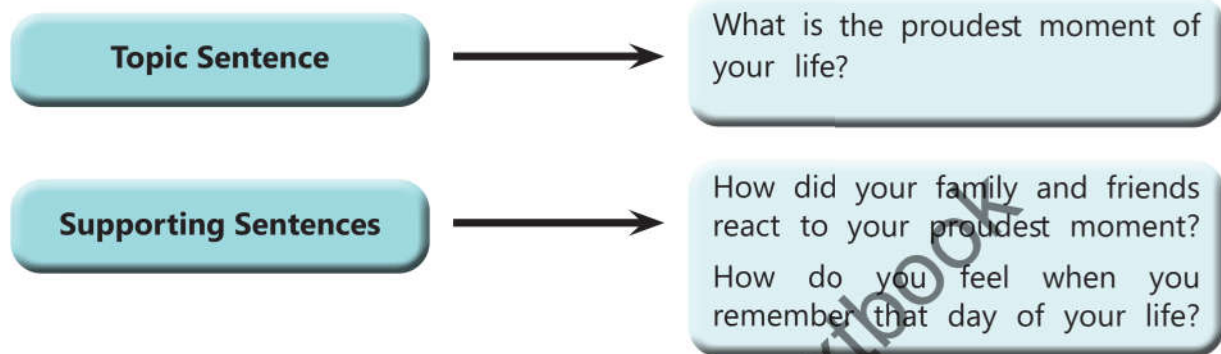 Topic Sentence
What is the proudest moment of
your life?
Supporting Sentences
How did your family and friends
react to your proudest moment?
How do you feel when you
remember that day of your life?